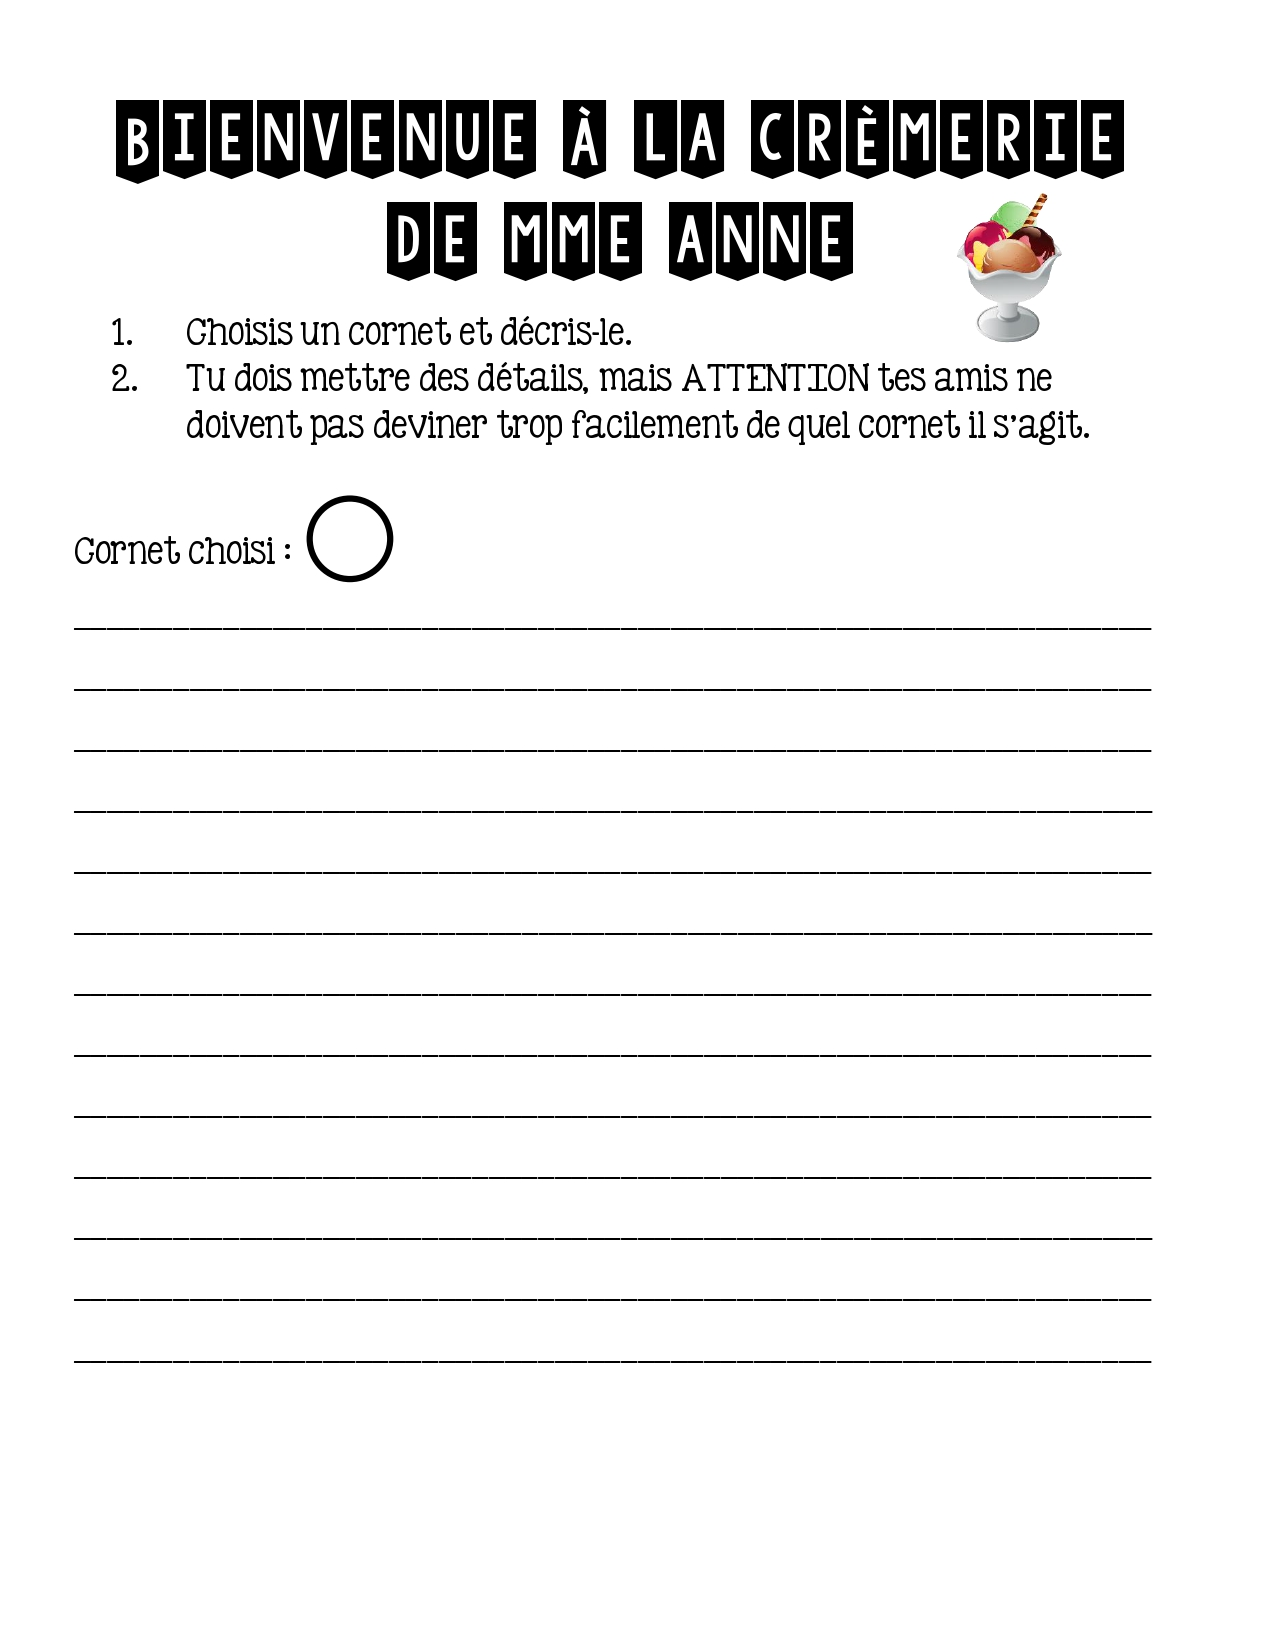 BIENVENUE À LA CRÈMERIE
DE MME ANNE
1. Choisis un cornet et décris-le.
2. Tu dois mettre des détails, mais ATTENTION tes amis ne
doivent pas deviner trop facilement de quel cornet il s'agit.
Cornet choisi :